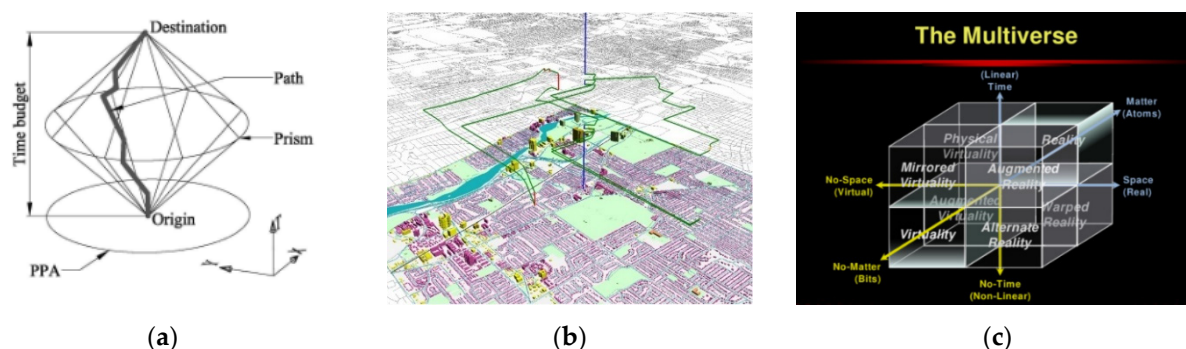 Destination
Path
Prism
Time budget
Origin
PPA
(a)
(b)
The Multiverse
(Linear)
Time
Matter
(Atoms)
Physical
Virtuality
Reality
Mirrored
Virtuality
Augmented
Reality
No-Space
(Virtual)
Space
(Real)
Augmented
Virtuality
Warped
Reality
Virtuality
Alternate
Reality
No-Matter
(Bits)
No-Time
(Non-Linear)
(c)